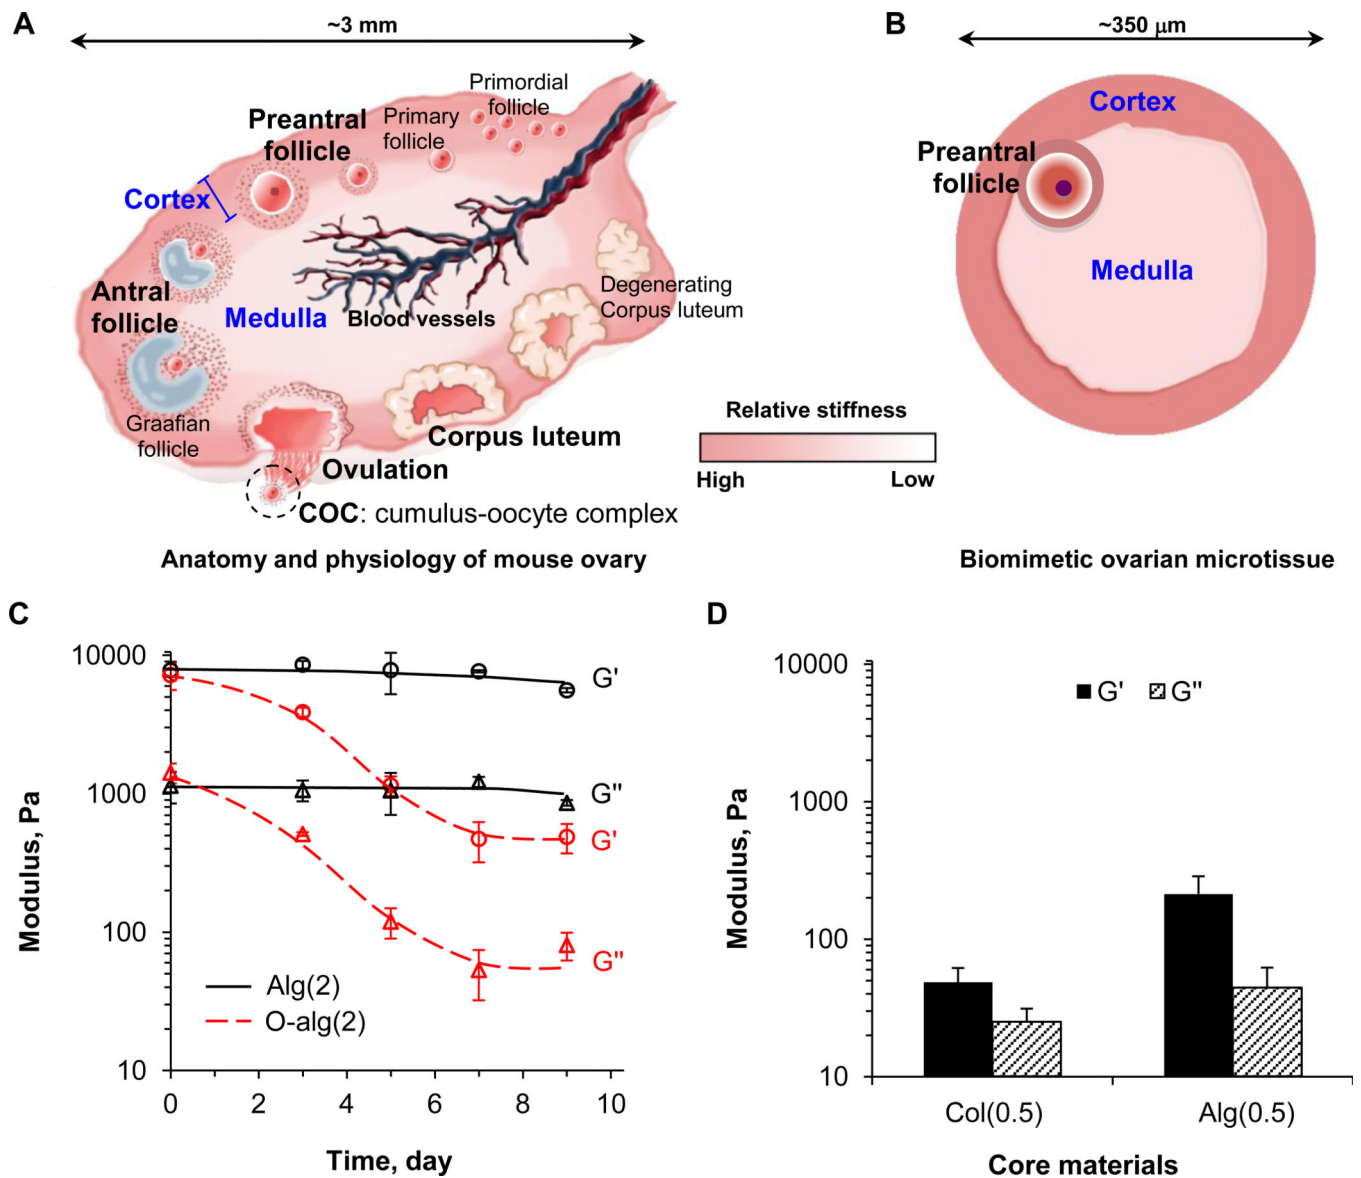 A
~3 mm
Primordial
follicle
Primary
follicle
Preantral
follicle
Cortex
Antral
follicle
Medulla
Blood vessels
Degenerating
Corpus luteum
Graafian
follicle
Corpus luteum
Ovulation
COC: cumulus-oocyte complex
Anatomy and physiology of mouse ovary
B
~350 μm
Cortex
Preantral
follicle
Medulla
Relative stiffness
High
Low
Biomimetic ovarian microtissue
C
Modulus, Pa
10000
1000
100
10
G'
G"
G'
G"
Alg(2)
O-alg(2)
0
2
4
6
8
10
Time, day
D
Modulus, Pa
10000
1000
100
10
G'
G"
Col(0.5)
Alg(0.5)
Core materials